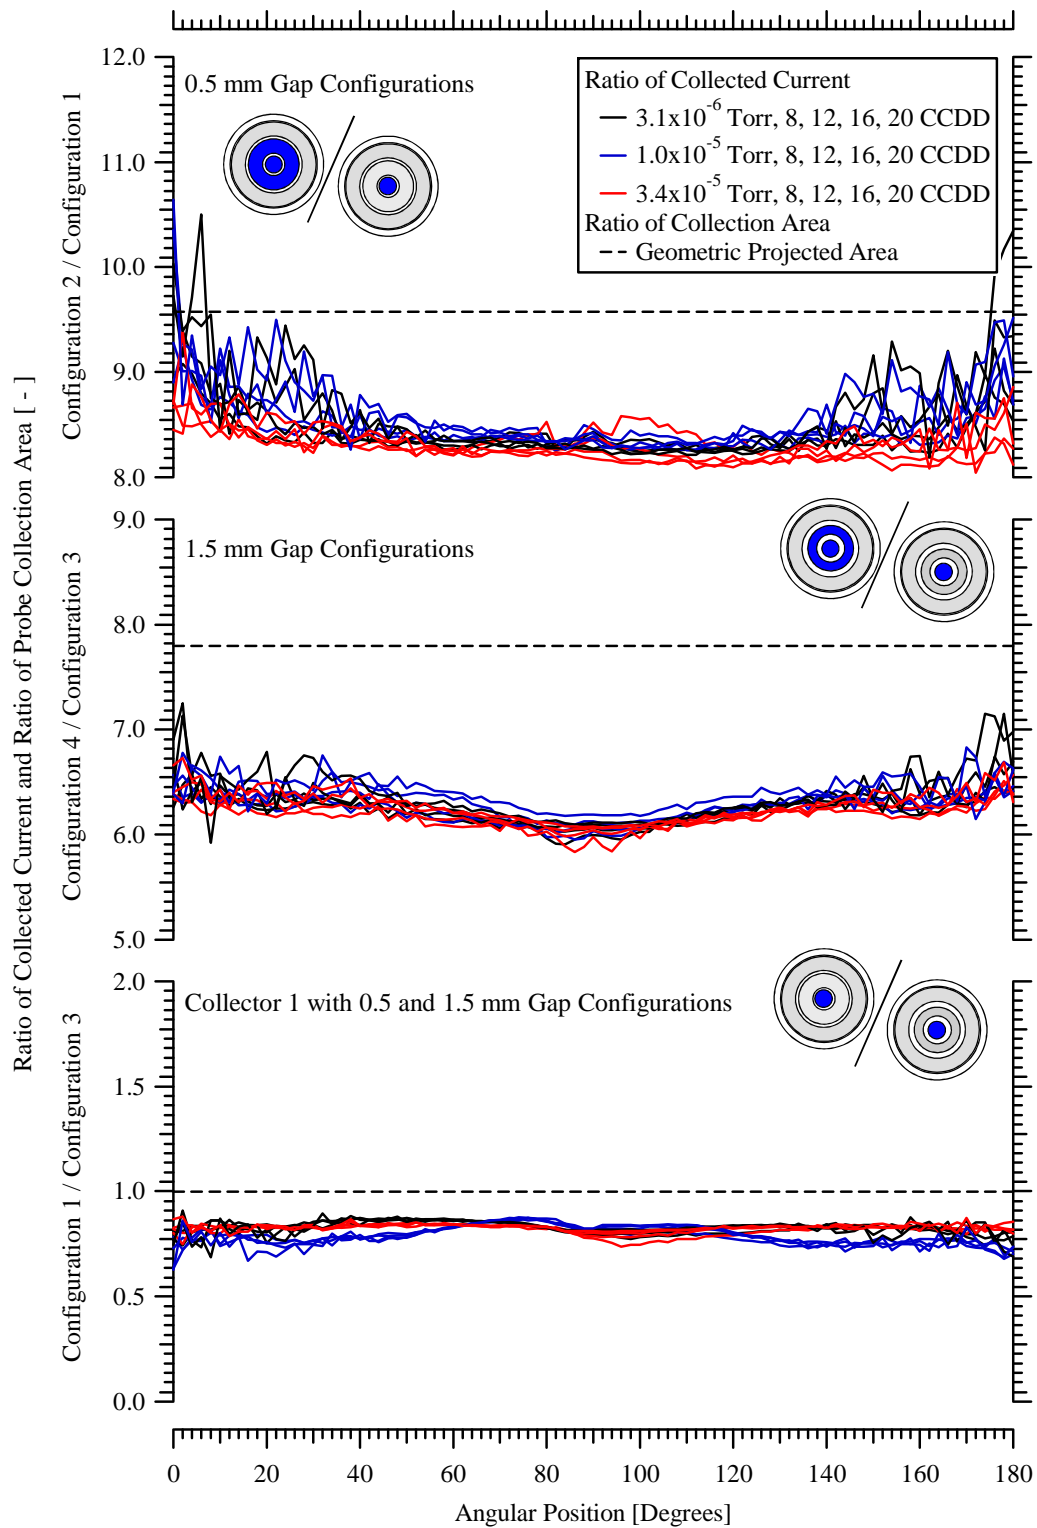 12.0
11.0
10.0
9.0
8.0
0.5 mm Gap Configurations
Ratio of Collected Current
3.1x10⁻⁶ Torr, 8, 12, 16, 20 CCDD
1.0x10⁻⁵ Torr, 8, 12, 16, 20 CCDD
3.4x10⁻⁵ Torr, 8, 12, 16, 20 CCDD
Ratio of Collection Area
Geometric Projected Area
Configuration 2 / Configuration 1
Ratio of Collected Current and Ratio of Probe Collection Area [ - ]
9.0
8.0
7.0
6.0
5.0
1.5 mm Gap Configurations
Configuration 4 / Configuration 3
2.0
1.5
1.0
0.5
0.0
Collector 1 with 0.5 and 1.5 mm Gap Configurations
Configuration 1 / Configuration 3
0 20 40 60 80 100 120 140 160 180
Angular Position [Degrees]